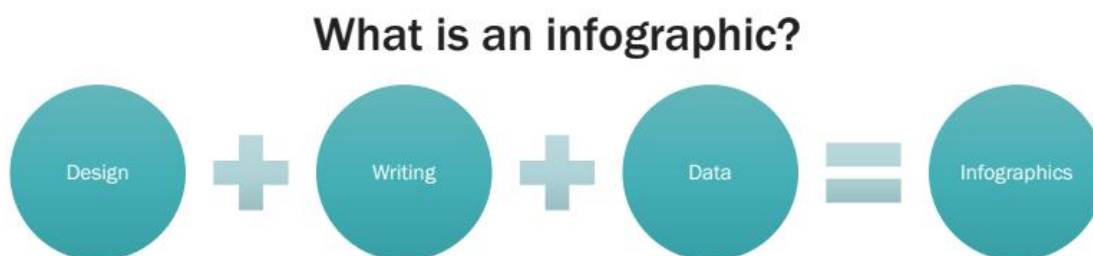 What is an infographic?
Design + Writing + Data = Infographics